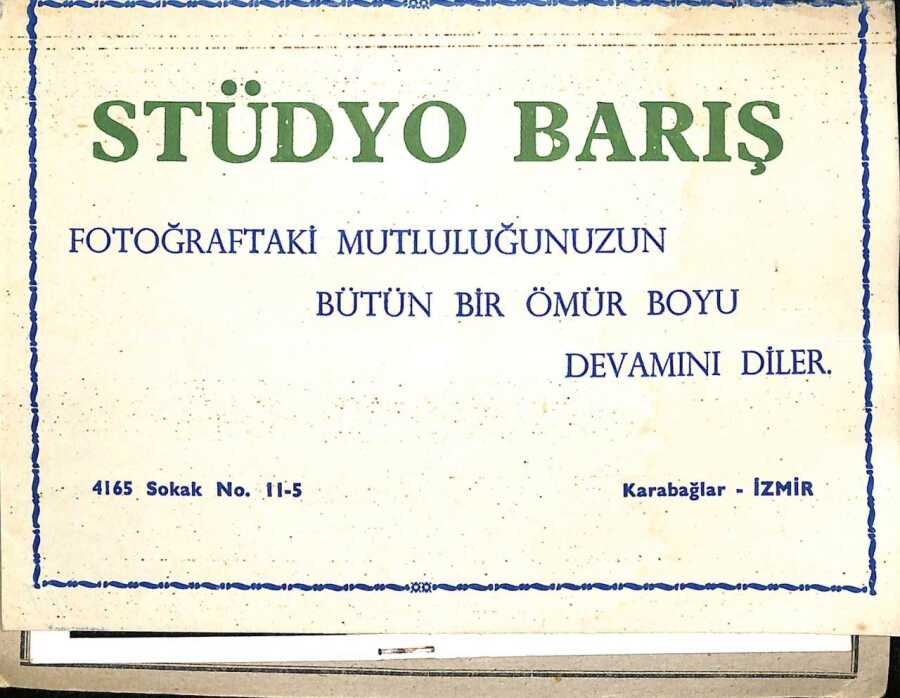 STÜDYO BARIŞ
FOTOĞRAFTAKİ MUTLULUĞUNUZUN
BÜTÜN BİR ÖMÜR BOYU
DEVAMINI DİLER.
4165 Sokak No. 11-5 Karabağlar - İZMİR